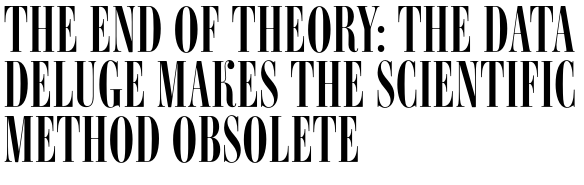 THE END OF THEORY: THE DATA
DELUGE MAKES THE SCIENTIFIC
METHOD OBSOLETE